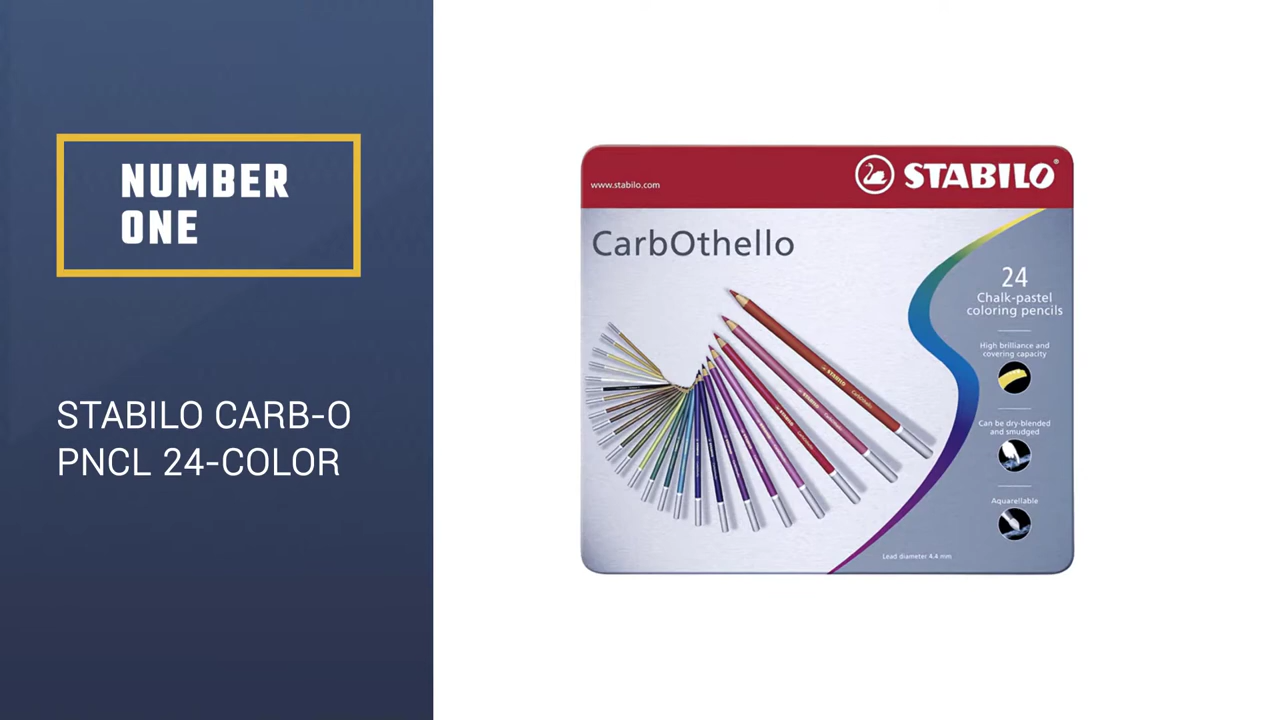 NUMBER
ONE
STABILO CARB-O
PNCL 24-COLOR
www.stabilo.com
STABILO®
CarbOthello
24
Chalk-pastel
coloring pencils
High brilliance and
covering capacity
Can be dry-blended
and smudged
Aquarellable
Lead diameter 4.4 mm